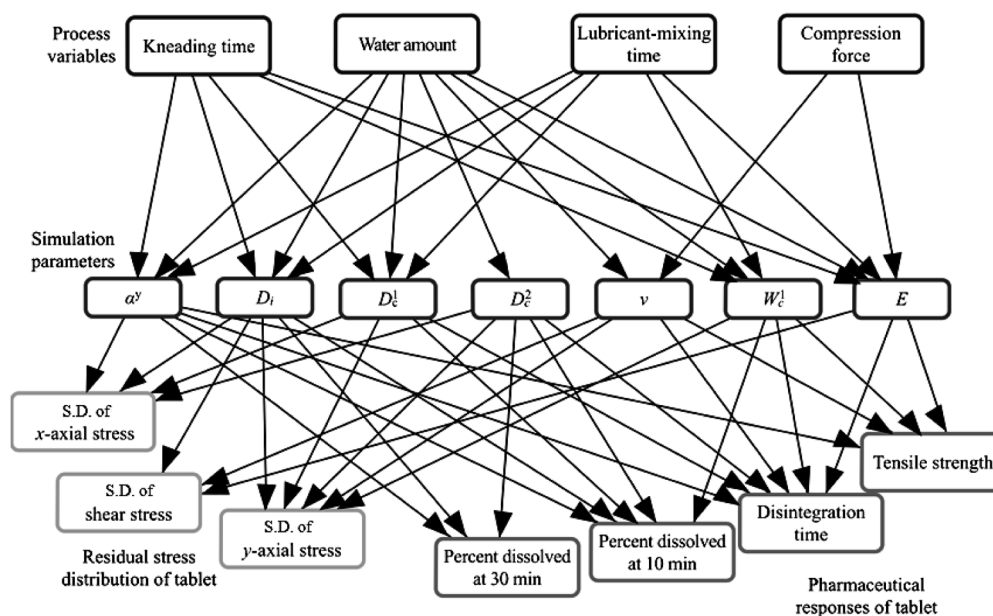 Process
variables
Kneading time
Water amount
Lubricant-mixing
time
Compression
force
Simulation
parameters
αʸ
Dᵢ
D_c^1
D_c^2
ν
W_c^1
E
S.D. of
x-axial stress
S.D. of
shear stress
S.D. of
y-axial stress
Percent dissolved
at 30 min
Percent dissolved
at 10 min
Disintegration
time
Tensile strength
Residual stress
distribution of tablet
Pharmaceutical
responses of tablet